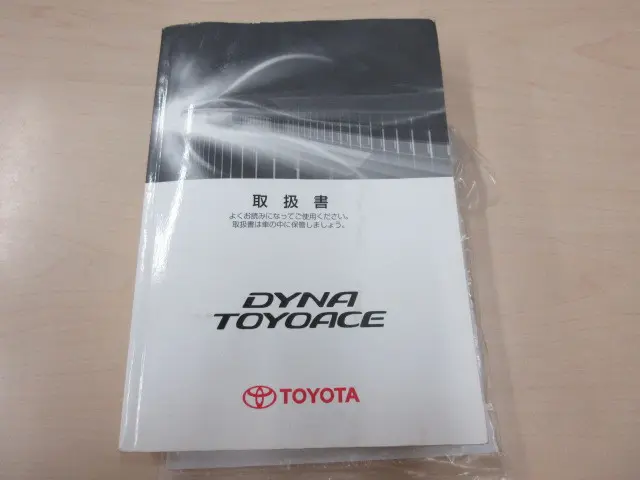 取扱書
よくお読みになってご使用ください。
取扱書は車の中に保管しましょう。
DYNA
TOYOACE
TOYOTA